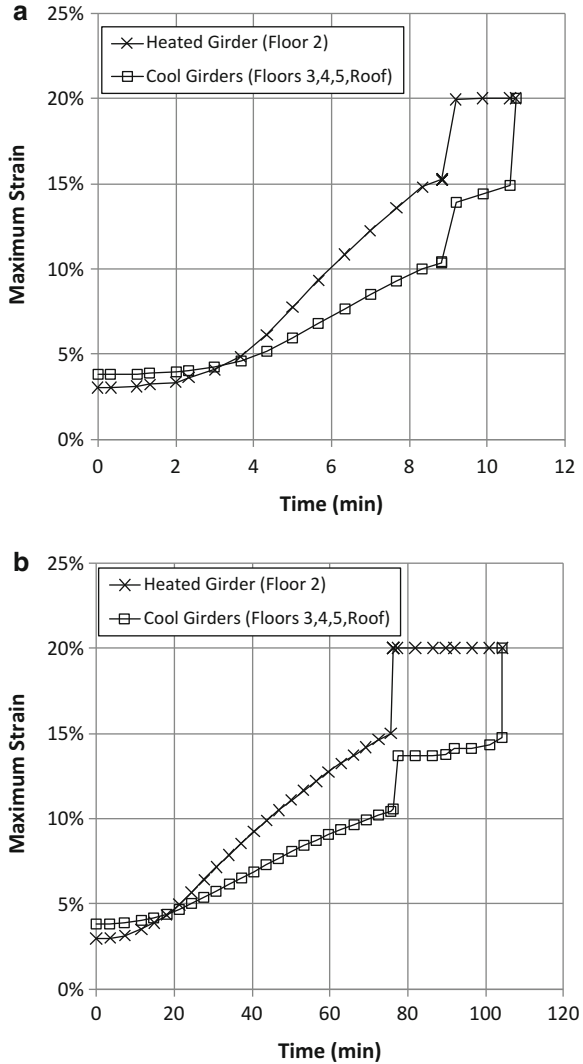 a
25%
20%
15%
10%
5%
0%
Maximum Strain
Heated Girder (Floor 2)
Cool Girders (Floors 3,4,5,Roof)
0 2 4 6 8 10 12
Time (min)
b
25%
20%
15%
10%
5%
0%
Maximum Strain
Heated Girder (Floor 2)
Cool Girders (Floors 3,4,5,Roof)
0 20 40 60 80 100 120
Time (min)